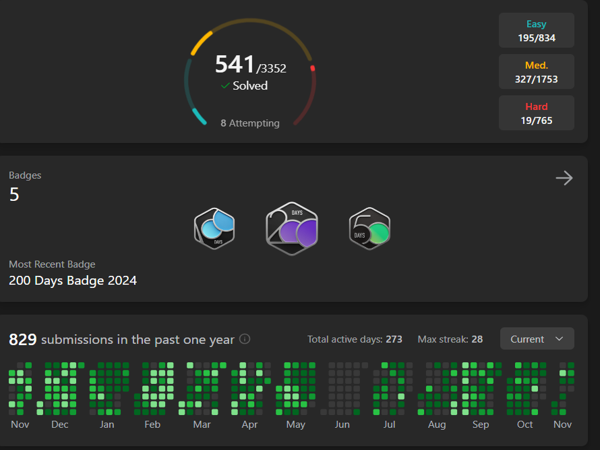 541/3352
Solved
8 Attempting
Easy
195/834
Med.
327/1753
Hard
19/765
Badges
5
DAYS
DAYS
DAYS
Most Recent Badge
200 Days Badge 2024
829 submissions in the past one year
Total active days: 273
Max streak: 28
Current
Nov Dec Jan Feb Mar Apr May Jun Jul Aug Sep Oct Nov